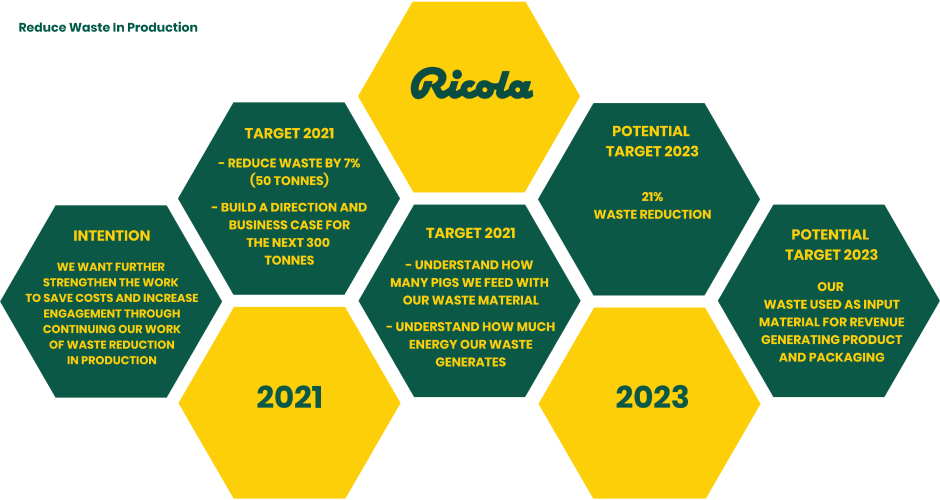 Reduce Waste In Production
Ricola
TARGET 2021
- REDUCE WASTE BY 7%
(50 TONNES)
- BUILD A DIRECTION AND
BUSINESS CASE FOR
THE NEXT 300
TONNES
POTENTIAL
TARGET 2023
21%
WASTE REDUCTION
INTENTION
WE WANT FURTHER
STRENGTHEN THE WORK
TO SAVE COSTS AND INCREASE
ENGAGEMENT THROUGH
CONTINUING OUR WORK
OF WASTE REDUCTION
IN PRODUCTION
TARGET 2021
- UNDERSTAND HOW
MANY PIGS WE FEED WITH
OUR WASTE MATERIAL
- UNDERSTAND HOW MUCH
ENERGY OUR WASTE
GENERATES
POTENTIAL
TARGET 2023
OUR
WASTE USED AS INPUT
MATERIAL FOR REVENUE
GENERATING PRODUCT
AND PACKAGING
2021
2023